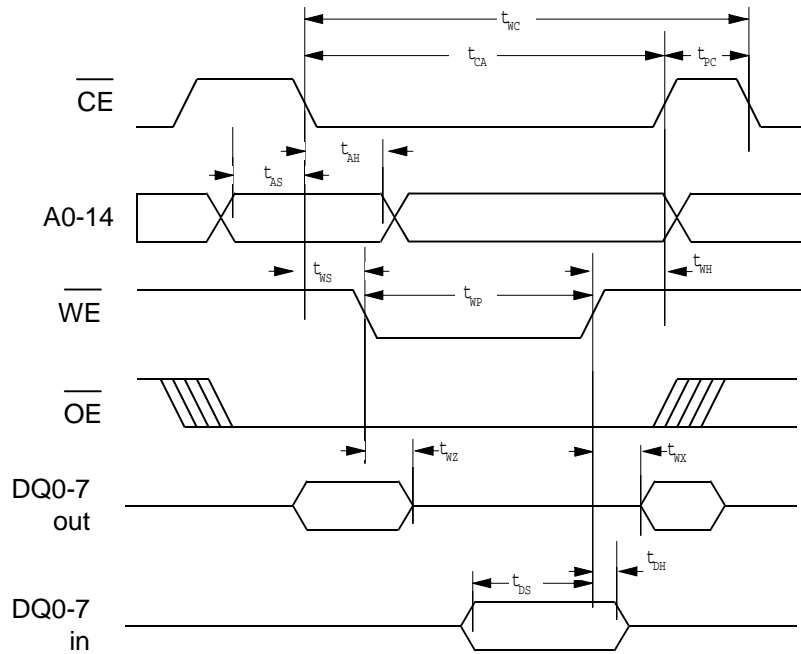 tWC
tCA
tPC
CE
tAH
tAS
A0-14
tWS
tWH
tWP
WE
OE
tWZ
tWX
DQ0-7
out
tDH
tDS
DQ0-7
in